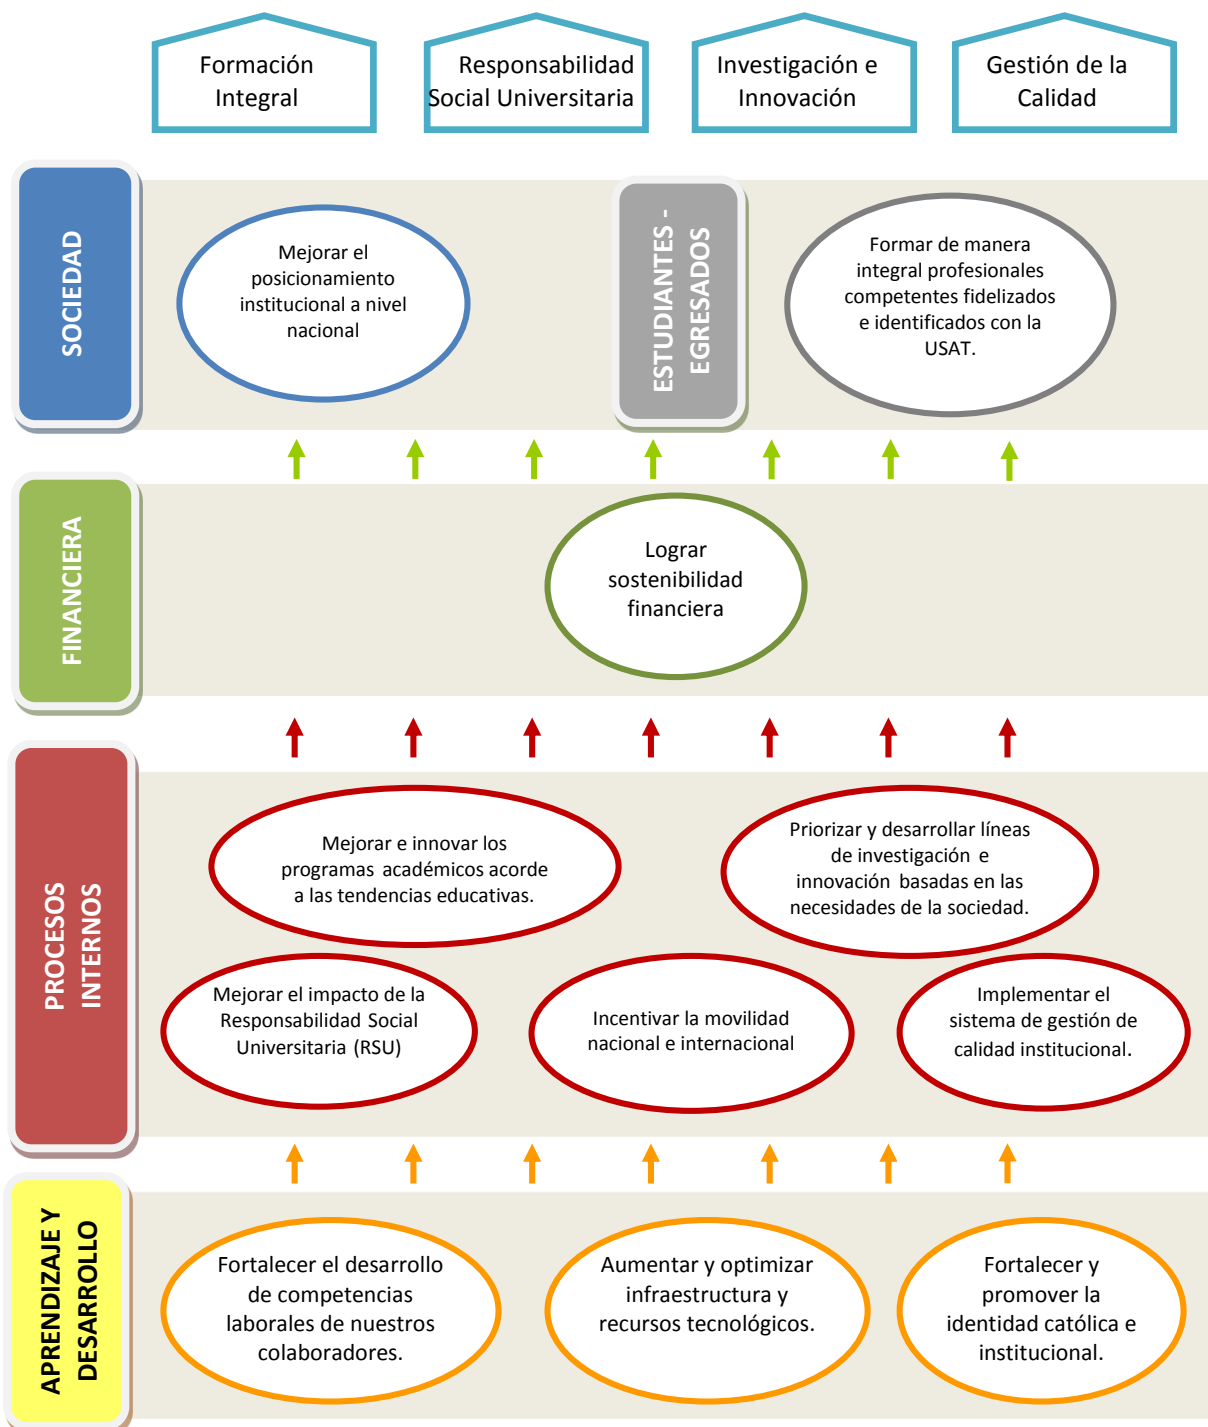 Formación
Integral
Responsabilidad
Social Universitaria
Investigación e
Innovación
Gestión de la
Calidad
SOCIEDAD
Mejorar el
posicionamiento
institucional a nivel
nacional
ESTUDIANTES -
EGRESADOS
Formar de manera
integral profesionales
competentes fidelizados
e identificados con la
USAT.
FINANCIERA
Lograr
sostenibilidad
financiera
PROCESOS
INTERNOS
Mejorar e innovar los
programas académicos acorde
a las tendencias educativas.
Priorizar y desarrollar líneas
de investigación e
innovación basadas en las
necesidades de la sociedad.
Mejorar el impacto de la
Responsabilidad Social
Universitaria (RSU)
Incentivar la movilidad
nacional e internacional
Implementar el
sistema de gestión de
calidad institucional.
APRENDIZAJE Y
DESARROLLO
Fortalecer el desarrollo
de competencias
laborales de nuestros
colaboradores.
Aumentar y optimizar
infraestructura y
recursos tecnológicos.
Fortalecer y
promover la
identidad católica e
institucional.